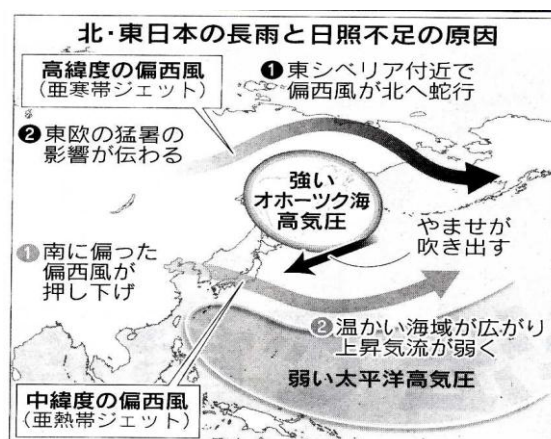 北・東日本の長雨と日照不足の原因
高緯度の偏西風
(亜寒帯ジェット)
❶東シベリア付近で
偏西風が北へ蛇行
❷東欧の猛暑の
影響が伝わる
強い
オホーツク海
高気圧
やませが
吹き出す
❶南に偏った
偏西風が
押し下げ
❷温かい海域が広がり
上昇気流が弱く
弱い太平洋高気圧
中緯度の偏西風
(亜熱帯ジェット)